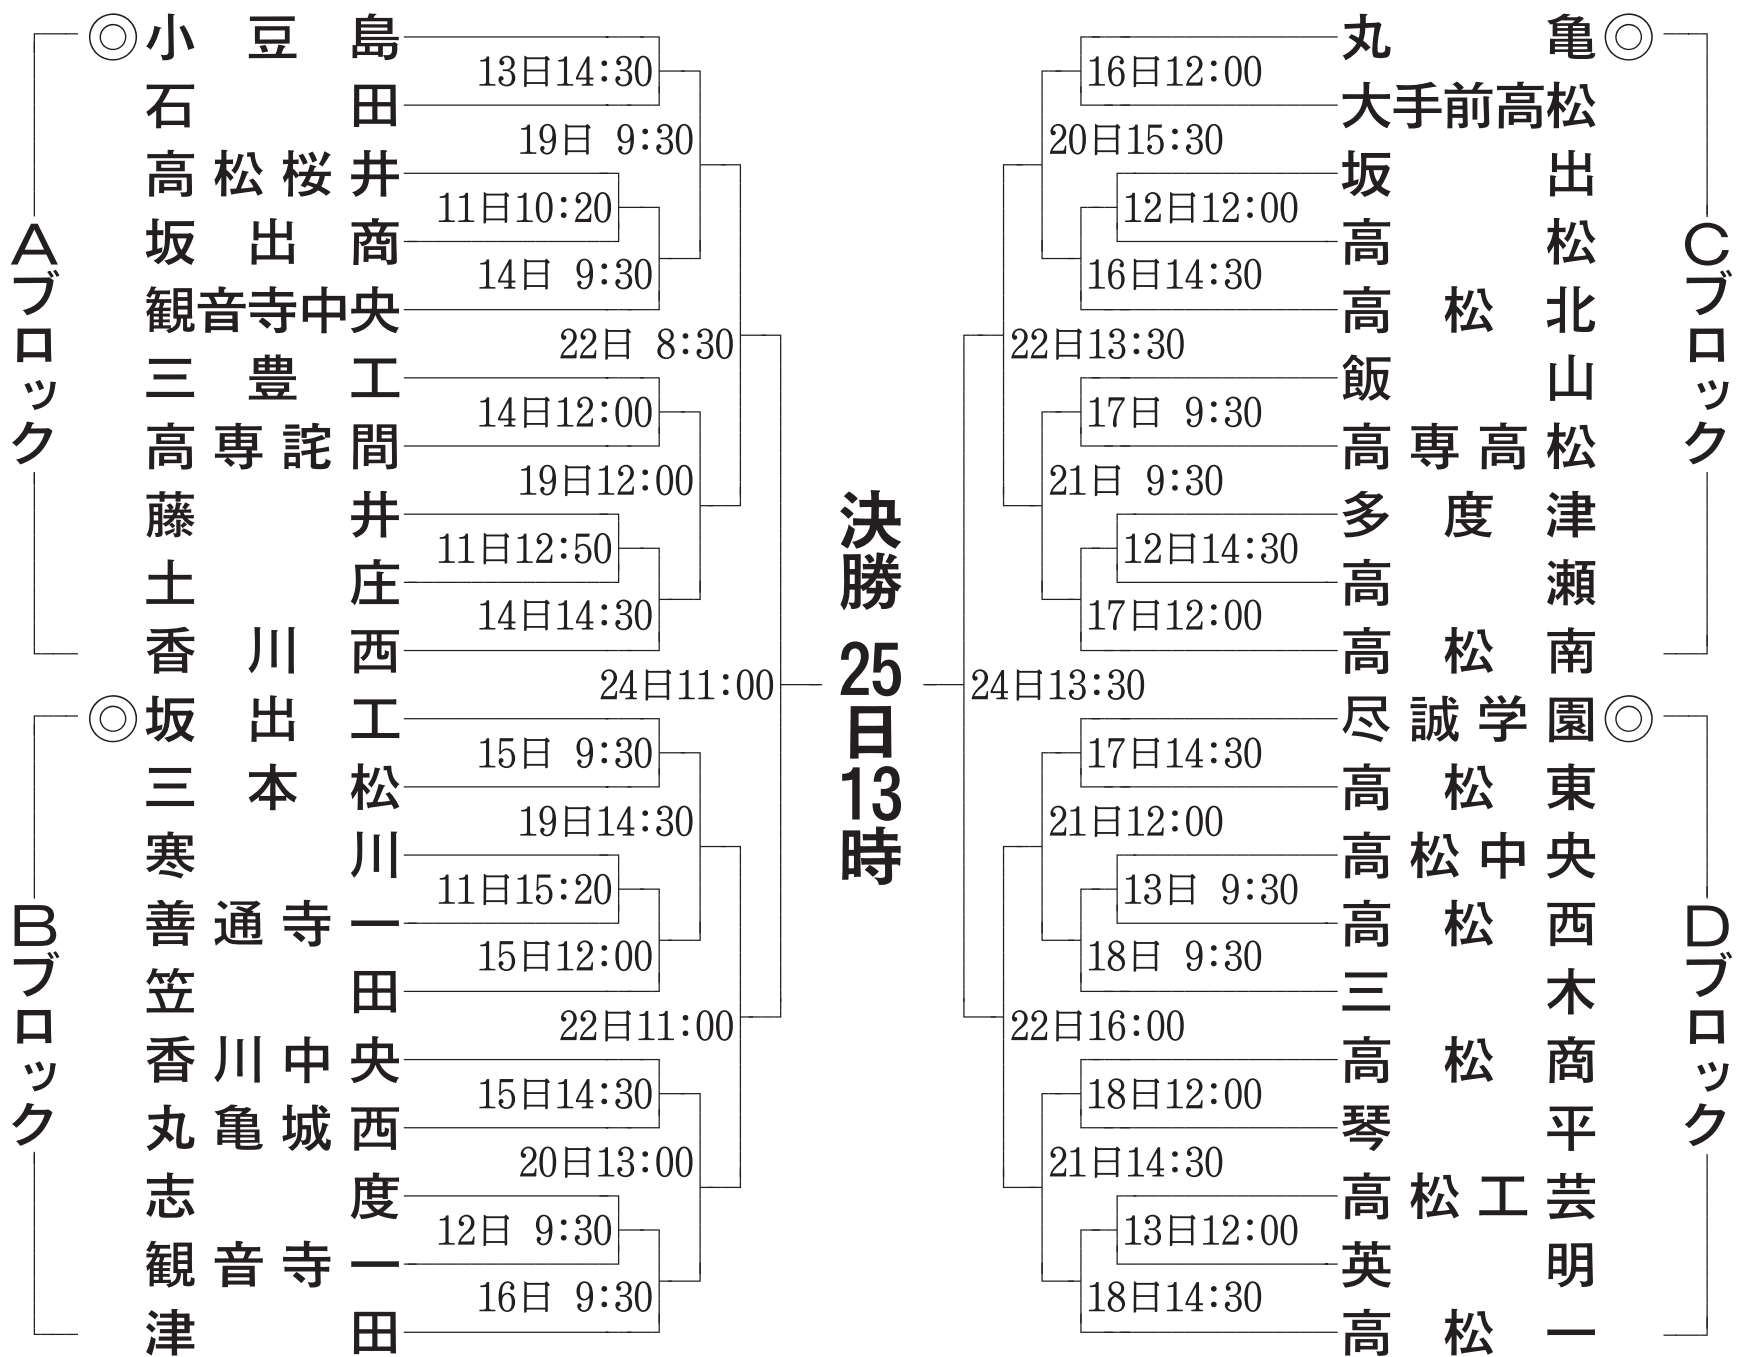 Aブロック
◎小豆島
石田
高松桜井
坂出商
観音寺中央
三豊工
高専詫間
藤井
土庄
香川西
Bブロック
◎坂出工
三本松
寒川
善通寺一
笠田
香川中央
丸亀城西
志度
観音寺一
津田
13日14:30
19日 9:30
11日10:20
14日 9:30
22日 8:30
14日12:00
19日12:00
11日12:50
14日14:30
24日11:00
15日 9:30
19日14:30
11日15:20
15日12:00
22日11:00
15日14:30
20日13:00
12日 9:30
16日 9:30
決勝 25日13時
16日12:00
20日15:30
12日12:00
16日14:30
22日13:30
17日 9:30
21日 9:30
12日14:30
17日12:00
24日13:30
17日14:30
21日12:00
13日 9:30
18日 9:30
22日16:00
18日12:00
21日14:30
13日12:00
18日14:30
Cブロック
丸亀◎
大手前高松
坂出
高松
高松北
飯山
高専高松
多度津
高瀬
高松南
Dブロック
尽誠学園◎
高松東
高松中央
高松西
三木
高松商
琴平
高松工芸
英明
高松一